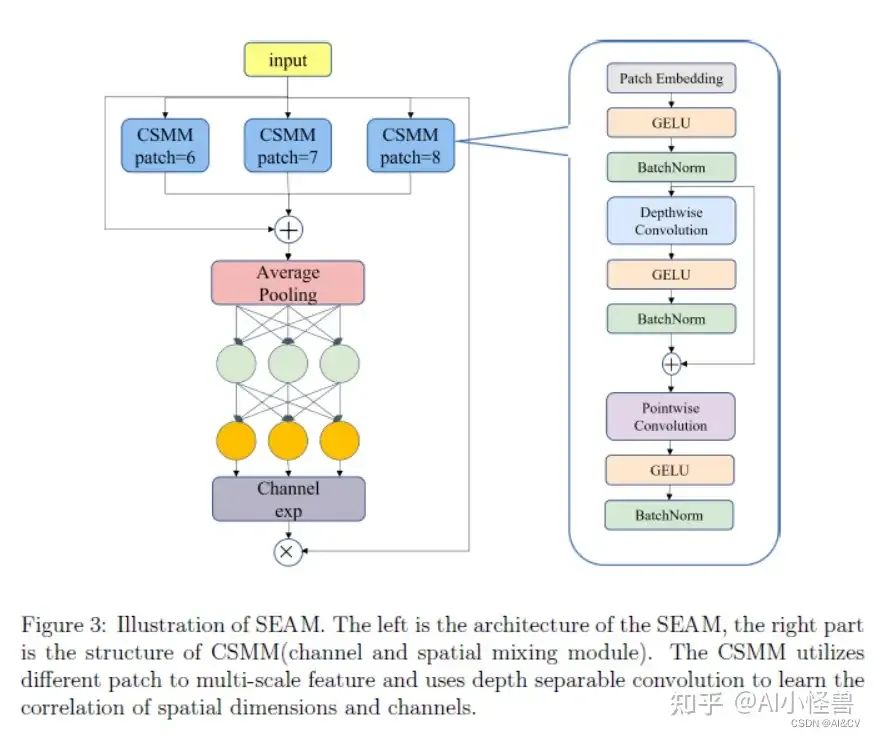 input
CSMM
patch=6
CSMM
patch=7
CSMM
patch=8
Average
Pooling
Channel
exp
Patch Embedding
GELU
BatchNorm
Depthwise
Convolution
GELU
BatchNorm
Pointwise
Convolution
GELU
BatchNorm
Figure 3: Illustration of SEAM. The left is the architecture of the SEAM, the right part
is the structure of CSMM(channel and spatial mixing module). The CSMM utilizes
different patch to multi-scale feature and uses depth separable convolution to learn the
correlation of spatial dimensions and channels.
知乎 @AI小怪兽
CSDN @AI&CV